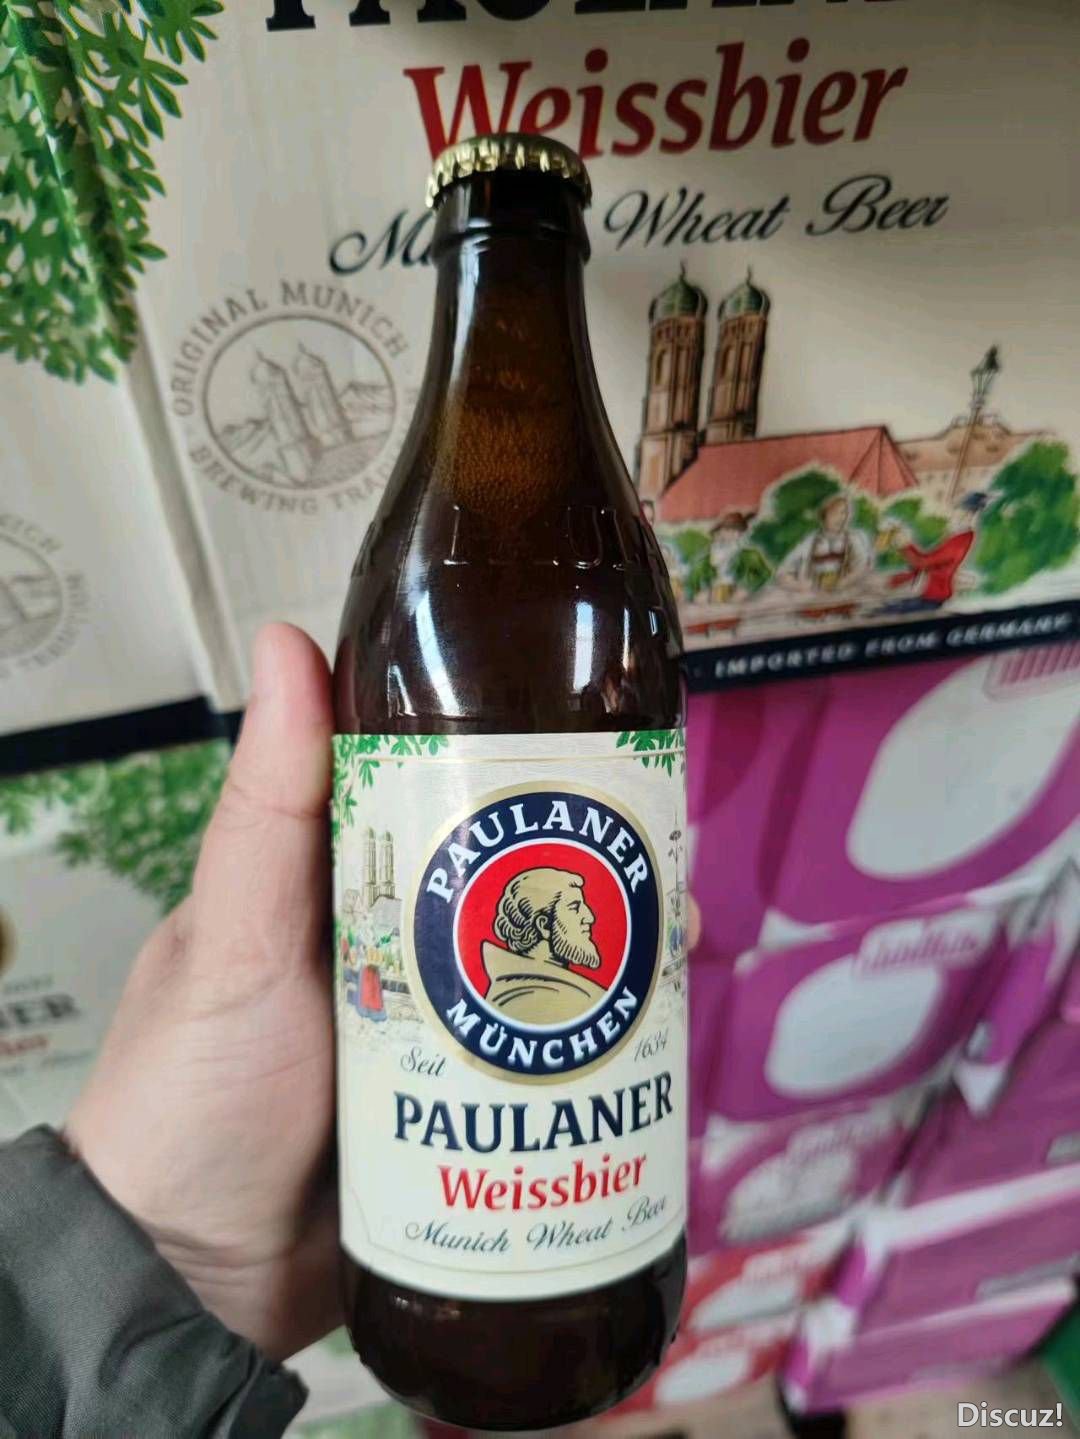 Weissbier
Wheat Beer
ORIGINAL MUNICH
BREWING
IMPORTED FROM GERMANY
PAULANER
MÜNCHEN
Seit 1634
PAULANER
Weissbier
Munich Wheat Beer
Discuz!